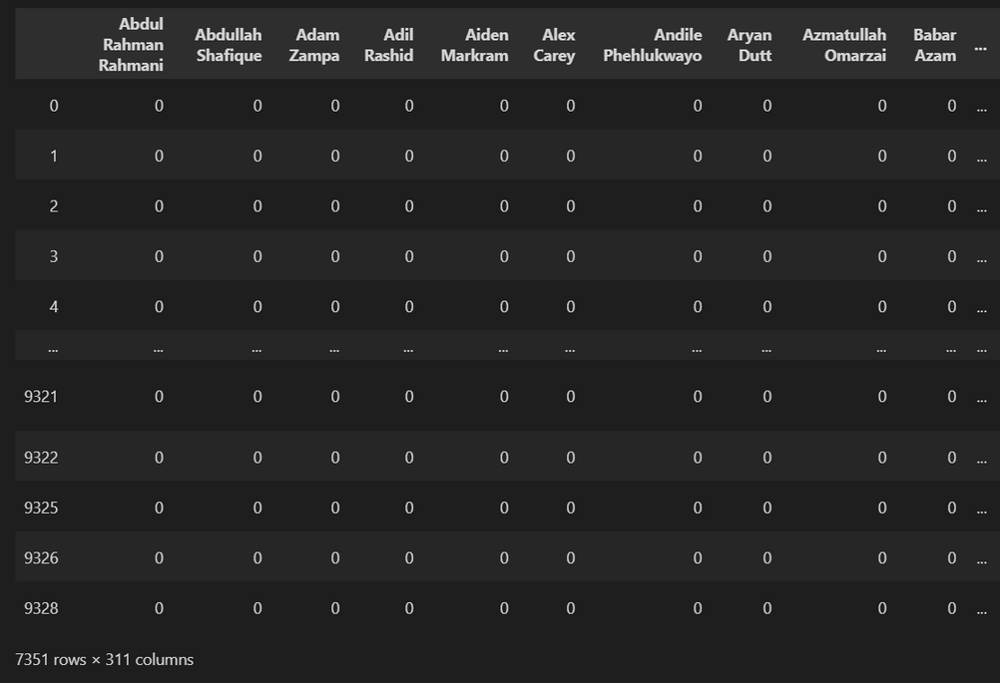 Abdul Rahman Rahmani Abdullah Shafique Adam Zampa Adil Rashid Aiden Markram Alex Carey Andile Phehlukwayo Aryan Dutt Azmatullah Omarzai Babar Azam ...
0 0 0 0 0 0 0 0 0 0 0 ...
1 0 0 0 0 0 0 0 0 0 0 ...
2 0 0 0 0 0 0 0 0 0 0 ...
3 0 0 0 0 0 0 0 0 0 0 ...
4 0 0 0 0 0 0 0 0 0 0 ...
... ... ... ... ... ... ... ... ... ... ... ...
9321 0 0 0 0 0 0 0 0 0 0 ...
9322 0 0 0 0 0 0 0 0 0 0 ...
9325 0 0 0 0 0 0 0 0 0 0 ...
9326 0 0 0 0 0 0 0 0 0 0 ...
9328 0 0 0 0 0 0 0 0 0 0 ...
7351 rows × 311 columns